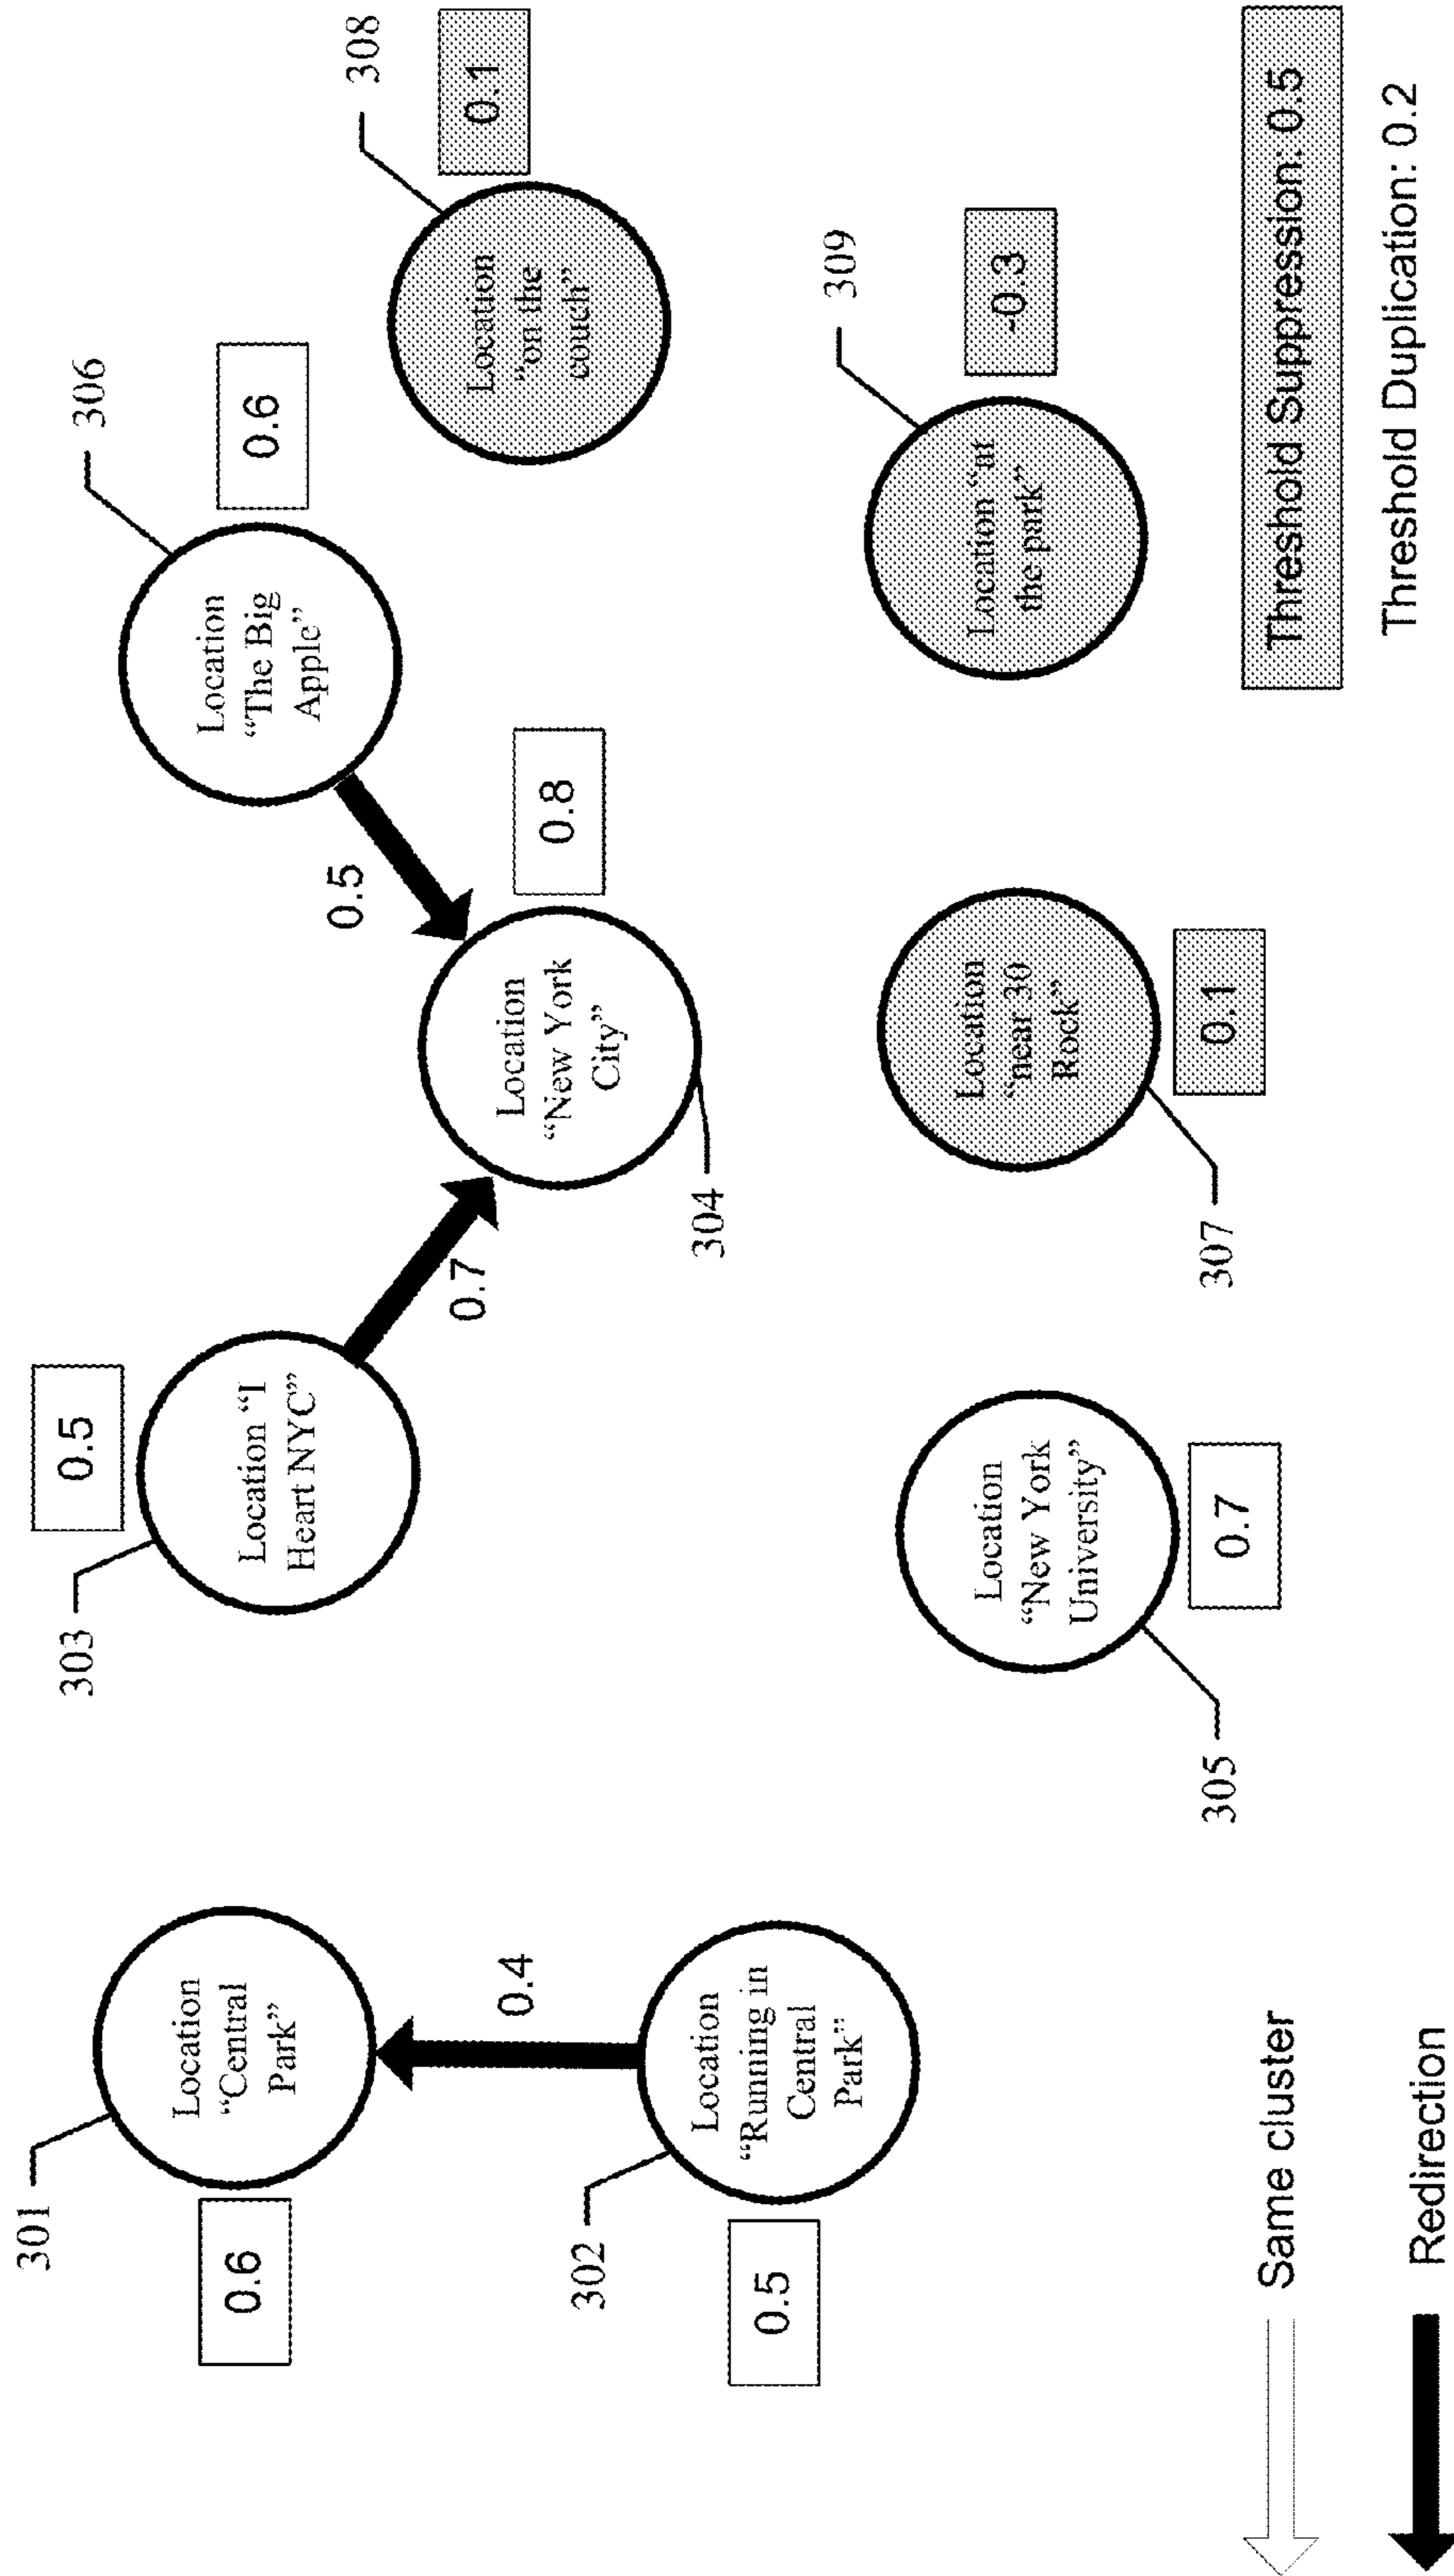 301
Location
“Central
Park”
0.6
0.4
302
Location
“Running in
Central
Park”
0.5
303
0.5
Location “I
Heart NYC”
0.7
306
Location
“The Big
Apple”
0.6
0.5
Location
“New York
City”
0.8
304
308
Location
“on the
couch”
0.1
305
Location
“New York
University”
0.7
307
Location
“near 30
Rock”
0.1
309
Location “at
the park”
-0.3
Same cluster
Redirection
Threshold Suppression: 0.5
Threshold Duplication: 0.2